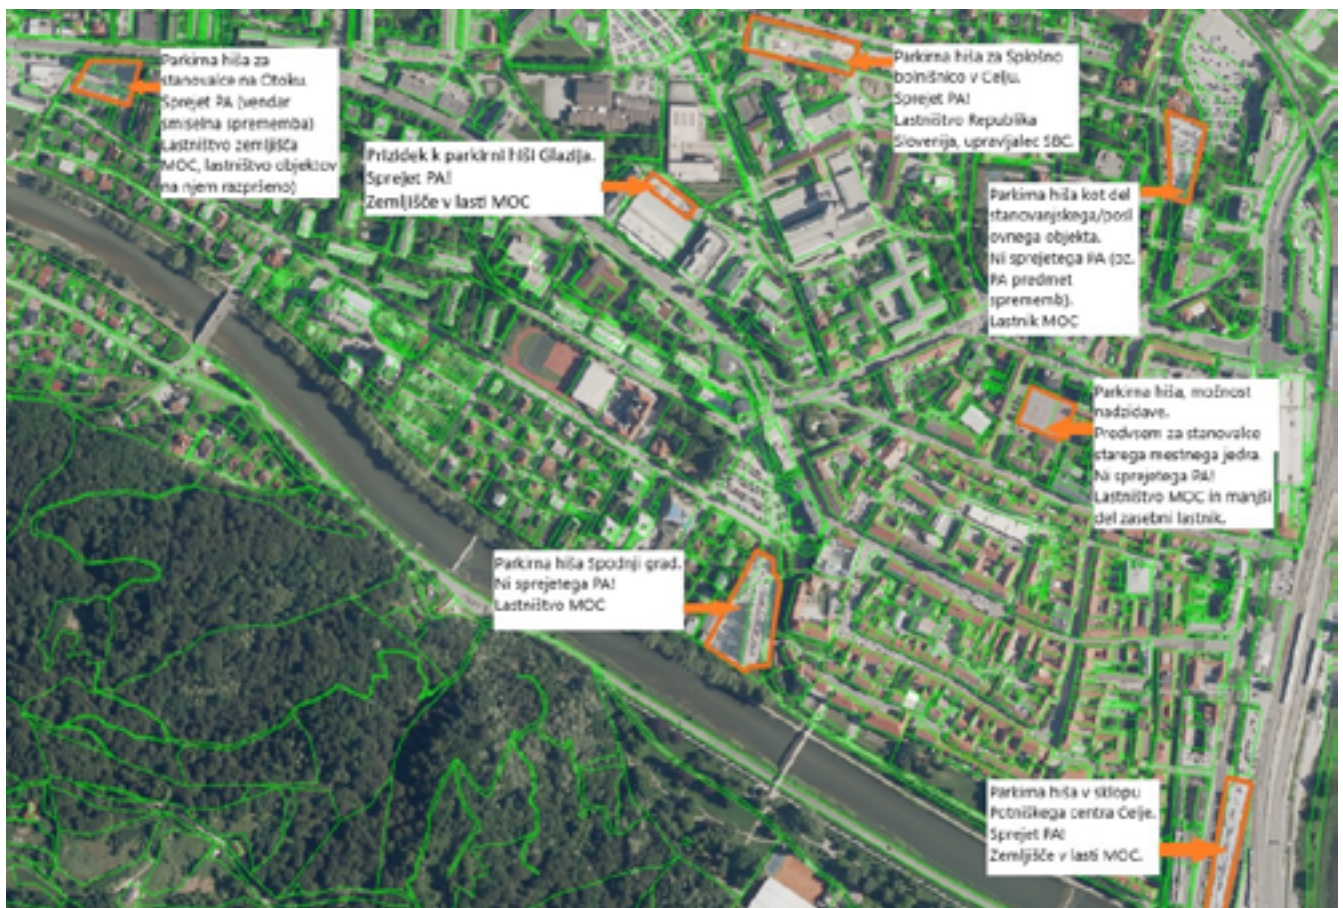 Parkirna hiša za
stanovalce na Otoku.
Sprejet PA (vendar
smiselna sprememba)
Lastništvo zemljišča
MOC, lastništvo objektov
na njem razpršeno)
Prizidek k parkirni hiši Glazija.
Sprejet PA!
Zemljišče v lasti MOC
Parkirna hiša za Splošno
bolnišnico v Celju.
Sprejet PA!
Lastništvo Republika
Slovenija, upravljalec SBC.
Parkirna hiša kot del
stanovanjskega/posl
ovnega objekta.
Ni sprejetega PA (oz.
PA predmet
sprememb).
Lastnik MOC
Parkirna hiša, možnost
nadzidave.
Predvsem za stanovalce
starega mestnega jedra.
Ni sprejetega PA!
Lastništvo MOC in manjši
del zasebni lastnik.
Parkirna hiša Spodnji grad.
Ni sprejetega PA!
Lastništvo MOC
Parkirna hiša v sklopu
Potniškega centra Celje.
Sprejet PA!
Zemljišče v lasti MOC.